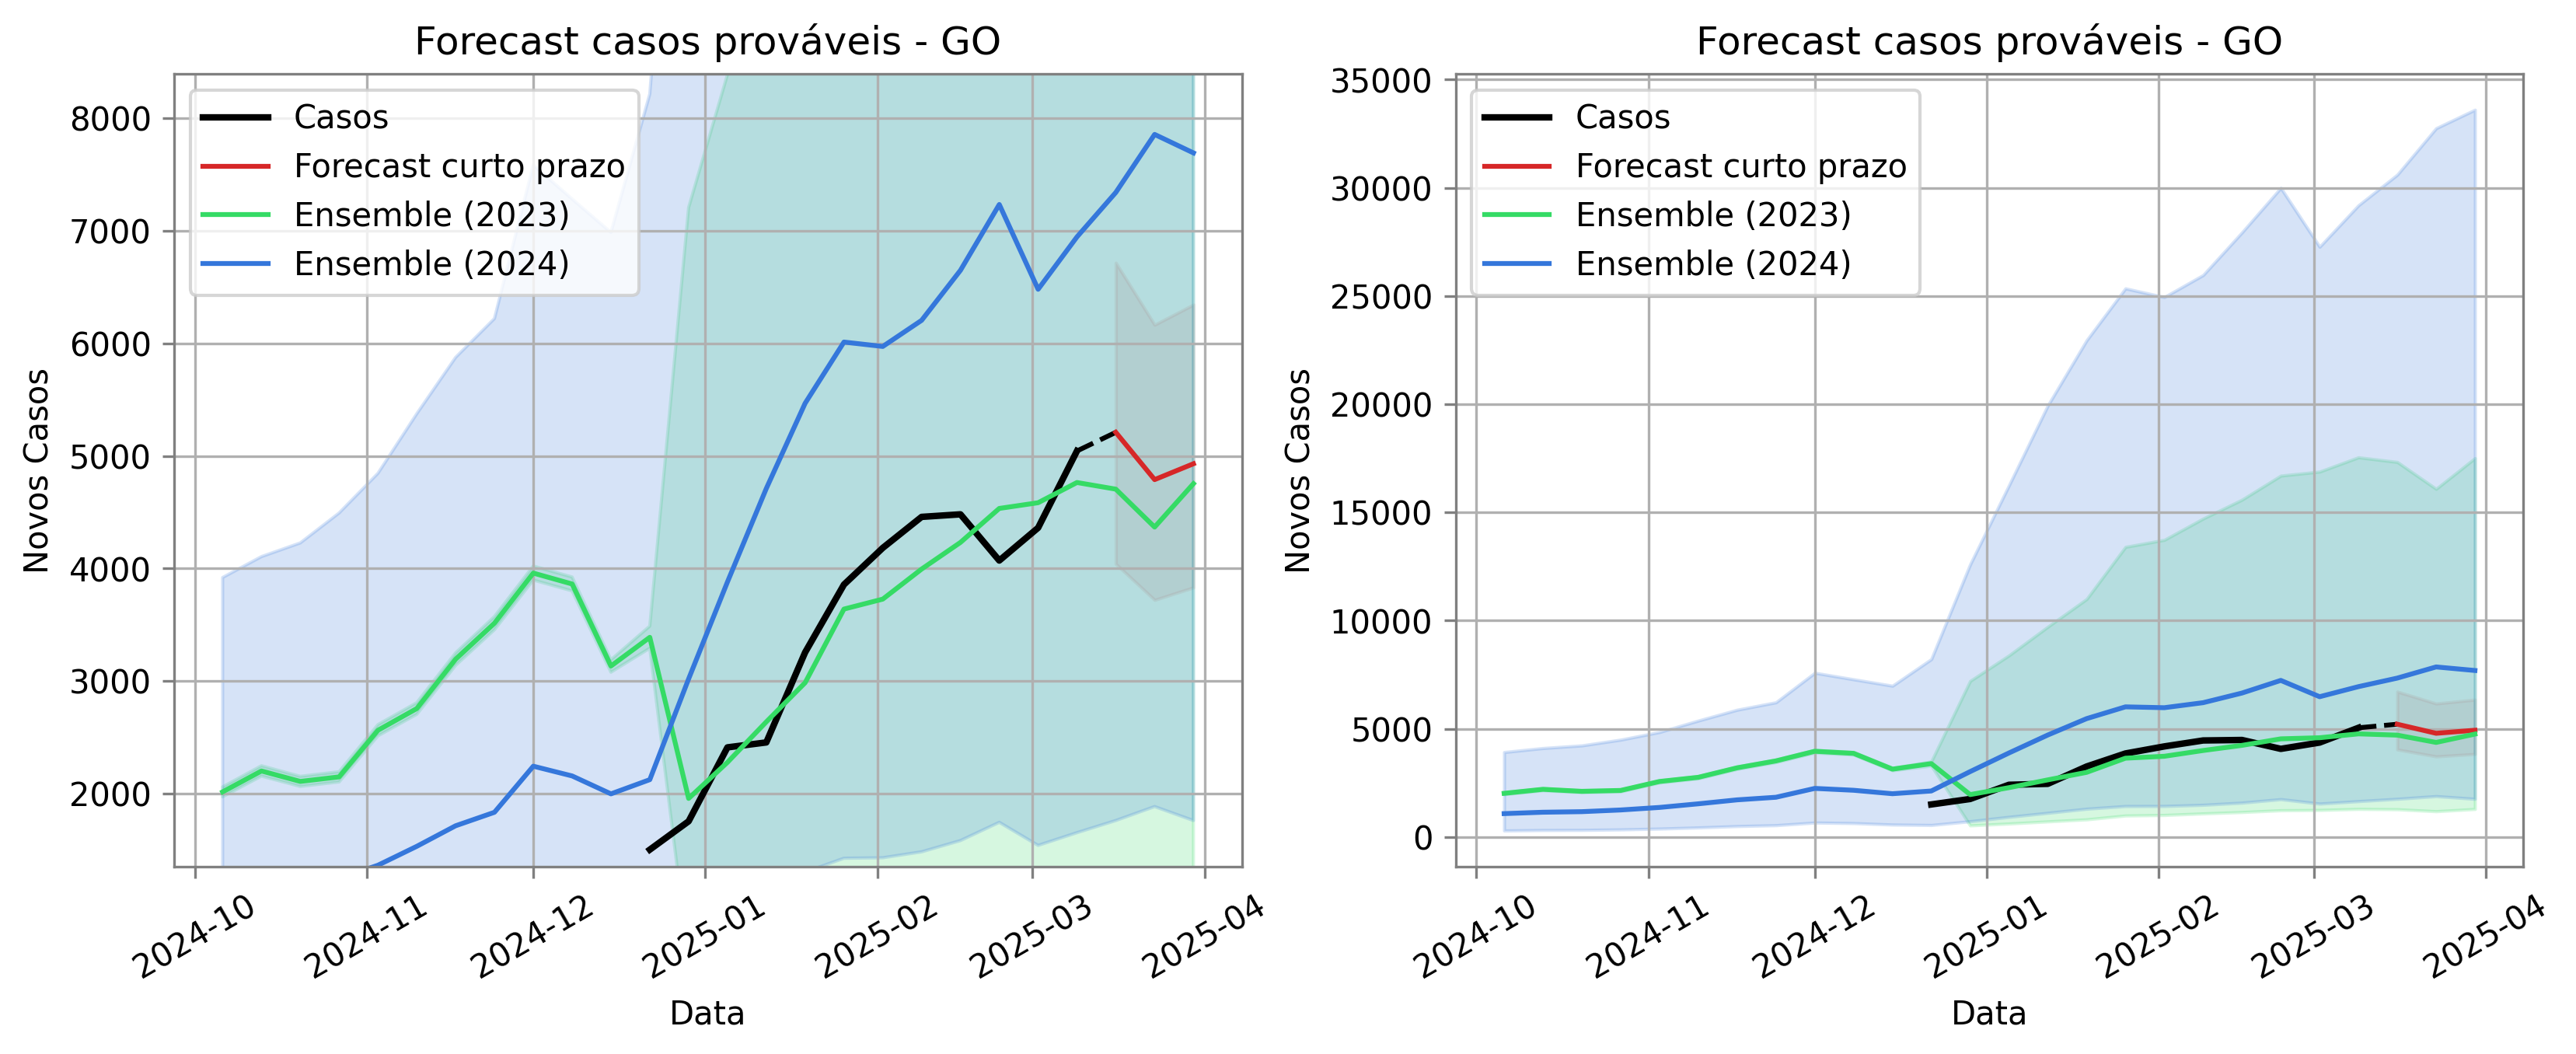 Forecast casos prováveis - GO
Casos
Forecast curto prazo
Ensemble (2023)
Ensemble (2024)
8000
7000
6000
5000
4000
3000
2000
Novos Casos
2024-10
2024-11
2024-12
2025-01
2025-02
2025-03
2025-04
Data
Forecast casos prováveis - GO
Casos
Forecast curto prazo
Ensemble (2023)
Ensemble (2024)
35000
30000
25000
20000
15000
10000
5000
0
Novos Casos
2024-10
2024-11
2024-12
2025-01
2025-02
2025-03
2025-04
Data